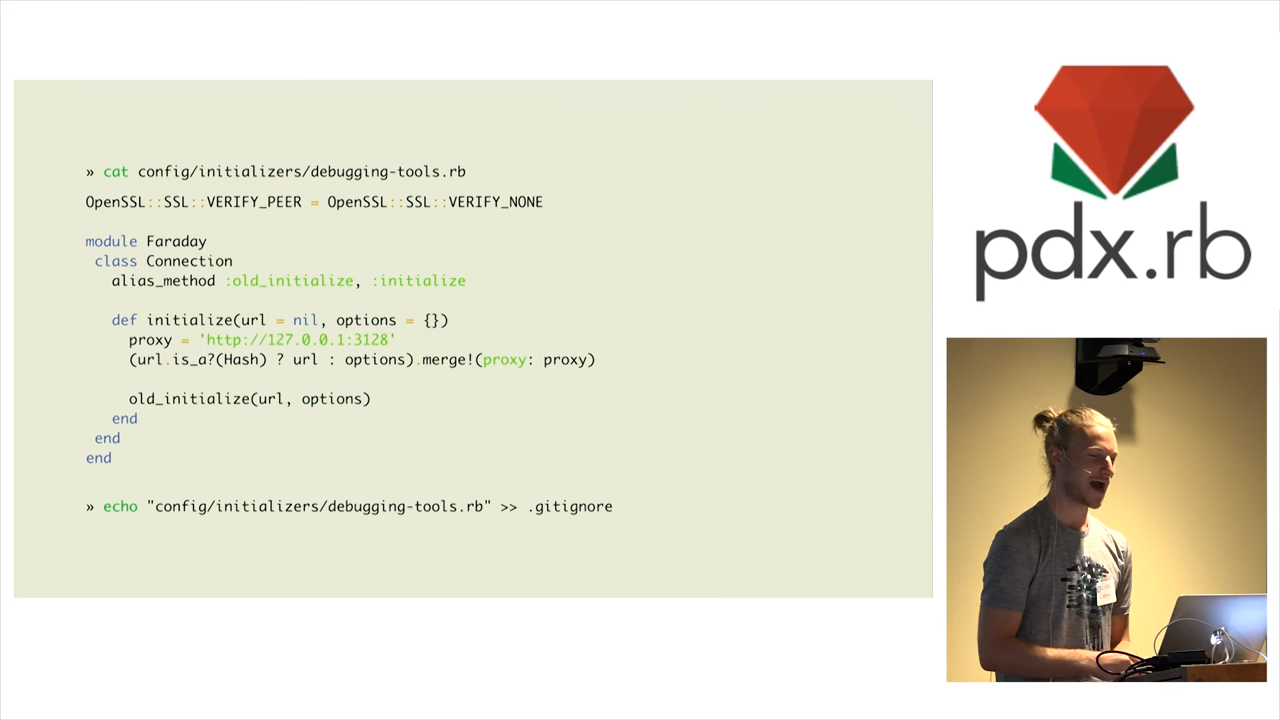 » cat config/initializers/debugging-tools.rb
OpenSSL::SSL::VERIFY_PEER = OpenSSL::SSL::VERIFY_NONE
module Faraday
class Connection
alias_method :old_initialize, :initialize
def initialize(url = nil, options = {})
proxy = 'http://127.0.0.1:3128'
(url.is_a?(Hash) ? url : options).merge!(proxy: proxy)
old_initialize(url, options)
end
end
end
» echo "config/initializers/debugging-tools.rb" >> .gitignore
pdx.rb